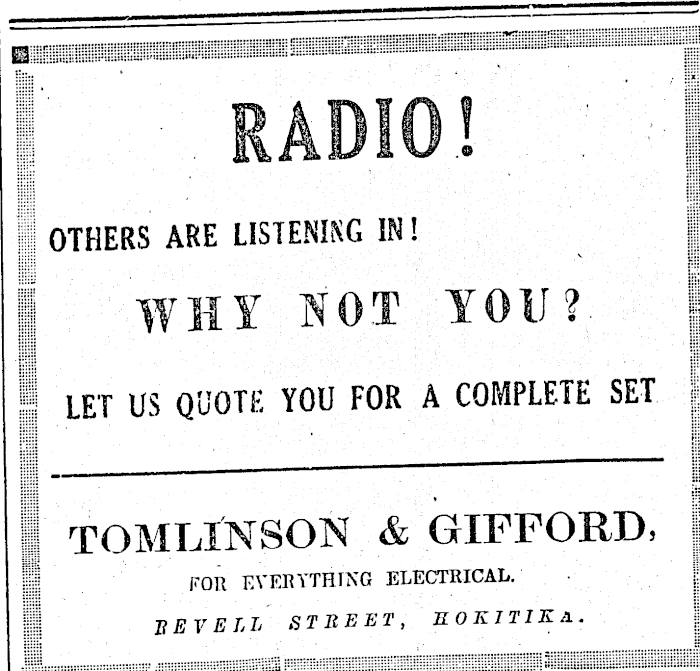 RADIO!
OTHERS ARE LISTENING IN!
WHY NOT YOU?
LET US QUOTE YOU FOR A COMPLETE SET
TOMLINSON & GIFFORD,
FOR EVERYTHING ELECTRICAL.
REVELL STREET, HOKITIKA.